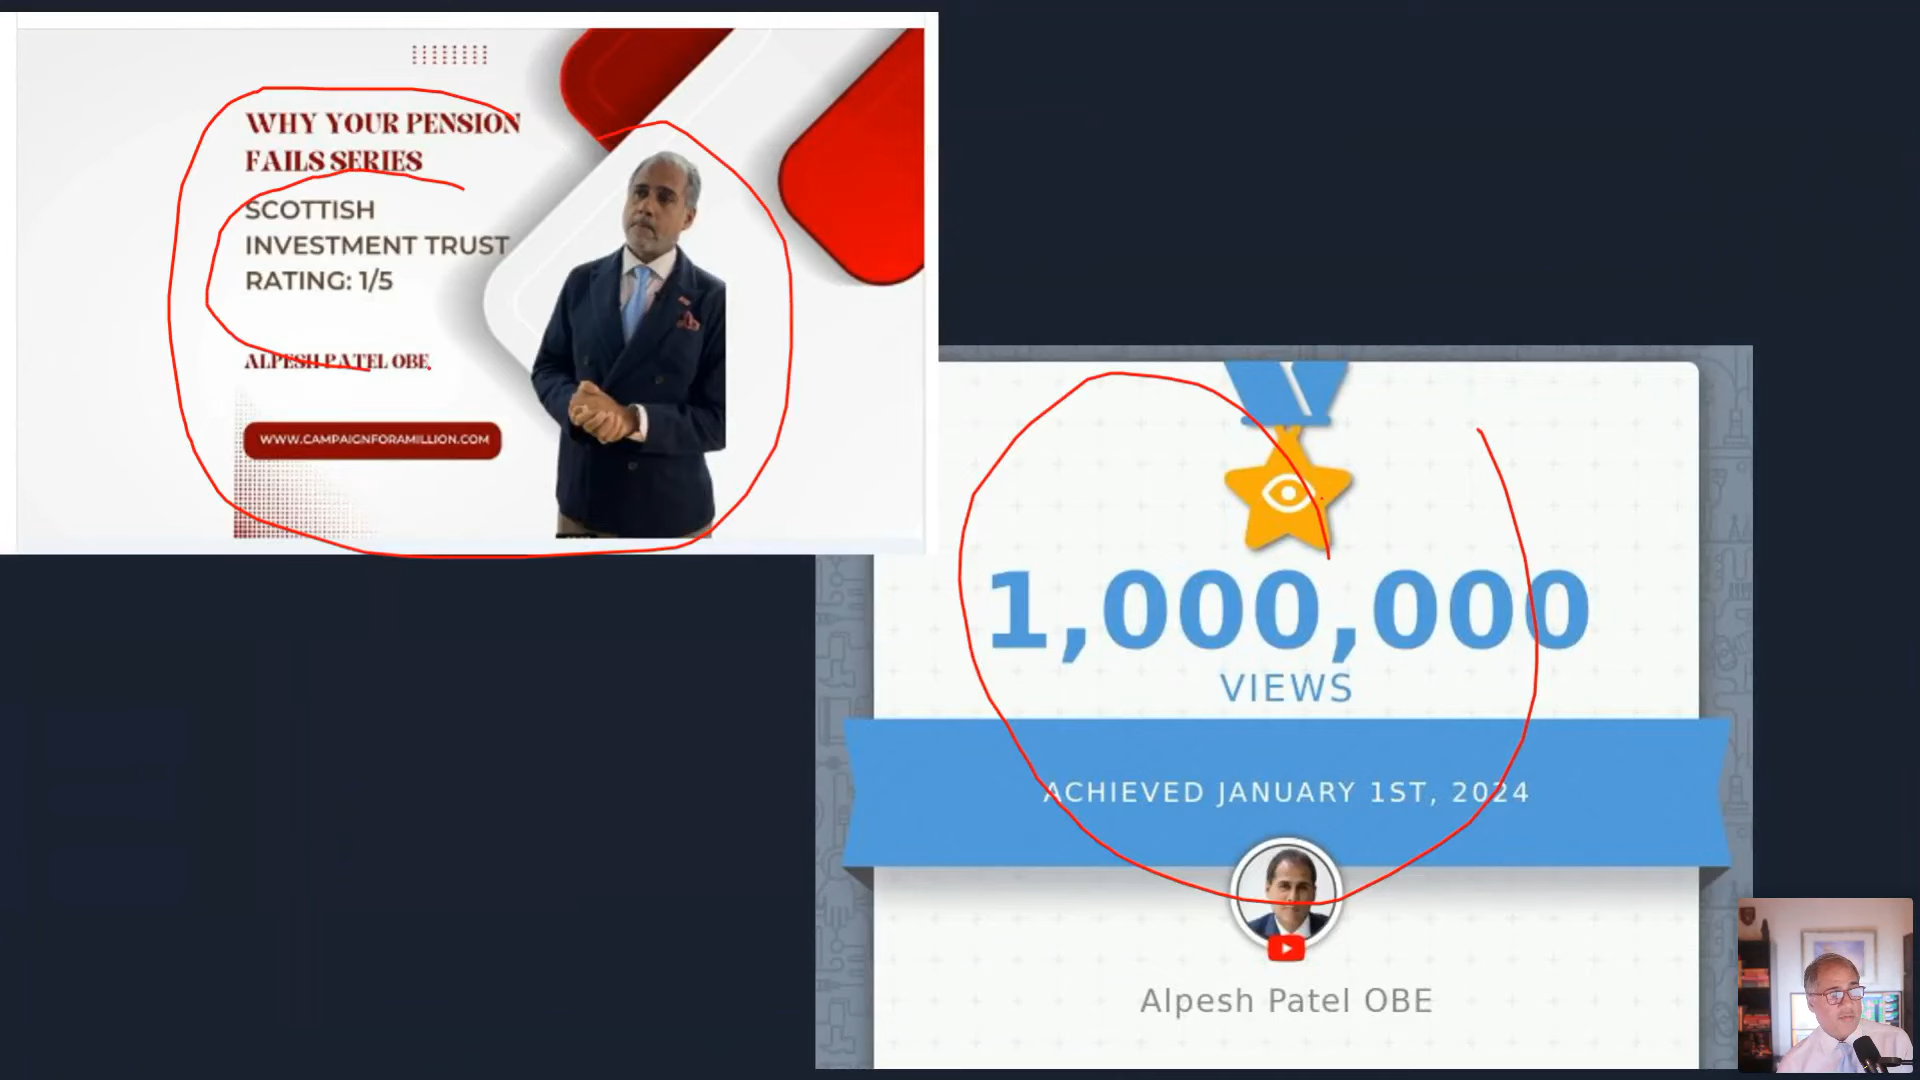 WHY YOUR PENSION
FAILS SERIES
SCOTTISH
INVESTMENT TRUST
RATING: 1/5
ALPESH PATEL OBE
WWW.CAMPAIGNFORAMILLION.COM
1,000,000
VIEWS
ACHIEVED JANUARY 1ST, 2024
Alpesh Patel OBE